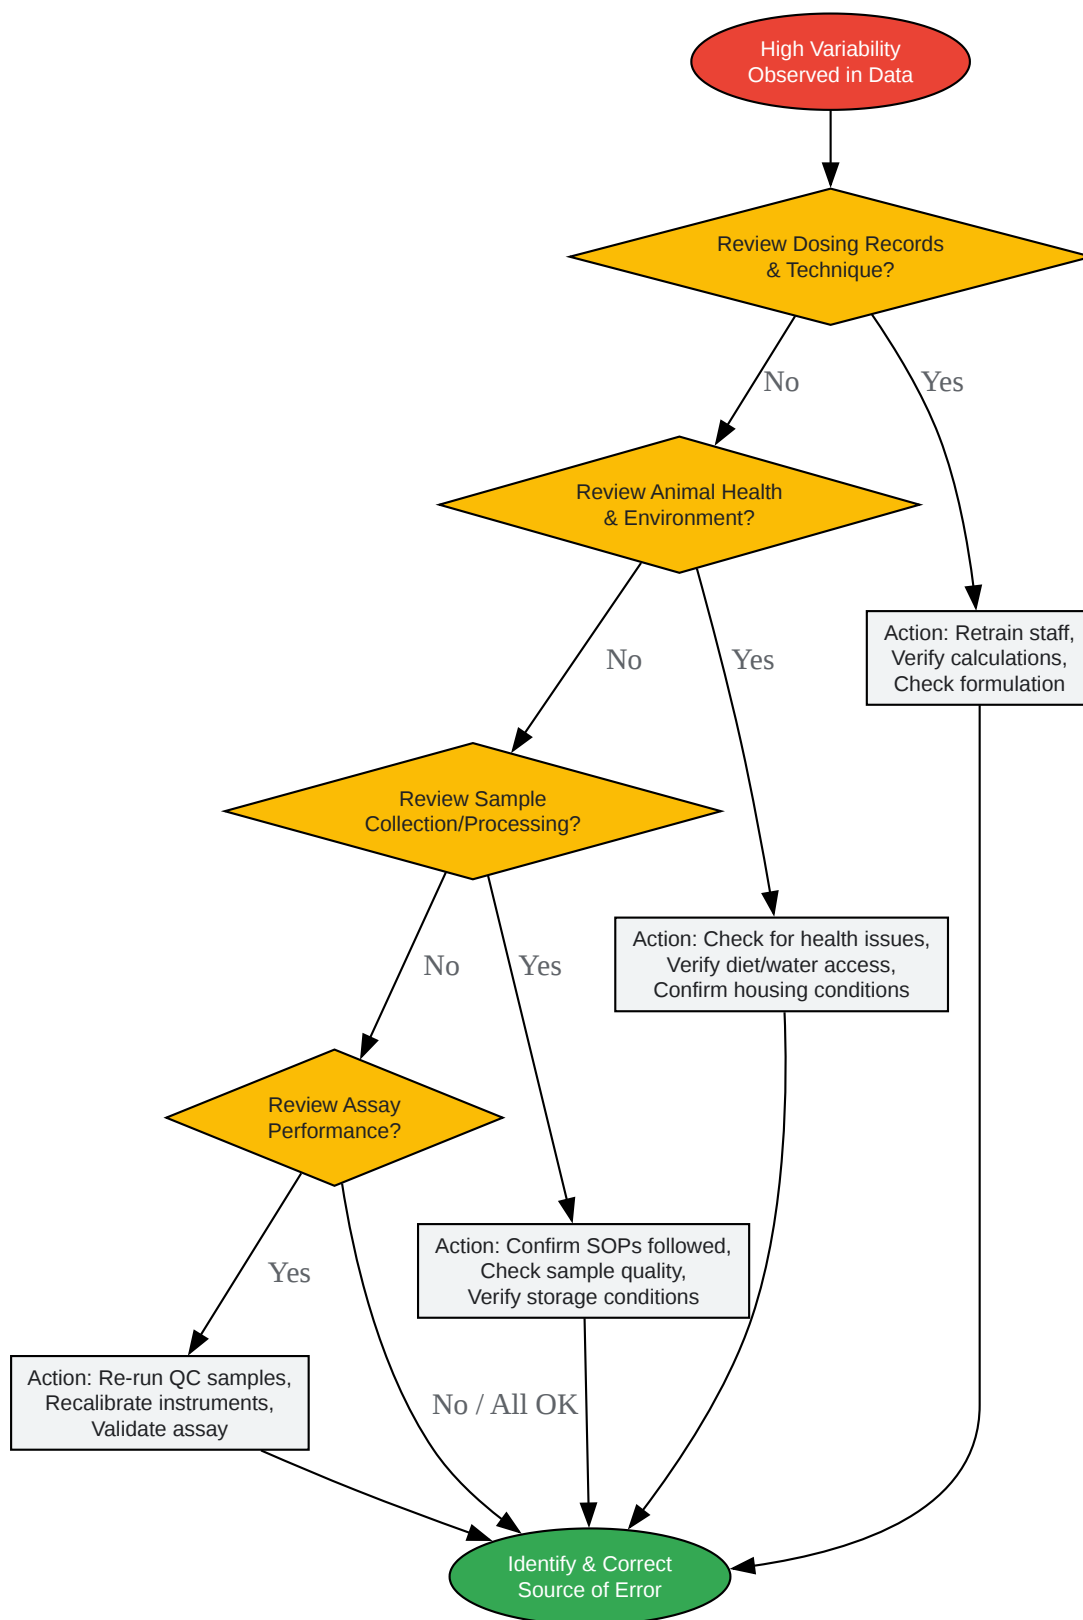 High Variability
Observed in Data
Review Dosing Records
& Technique?
No
Yes
Review Animal Health
& Environment?
Action: Retrain staff,
Verify calculations,
Check formulation
No
Yes
Review Sample
Collection/Processing?
Action: Check for health issues,
Verify diet/water access,
Confirm housing conditions
No
Yes
Review Assay
Performance?
Action: Confirm SOPs followed,
Check sample quality,
Verify storage conditions
Yes
Action: Re-run QC samples,
Recalibrate instruments,
Validate assay
No / All OK
Identify & Correct
Source of Error